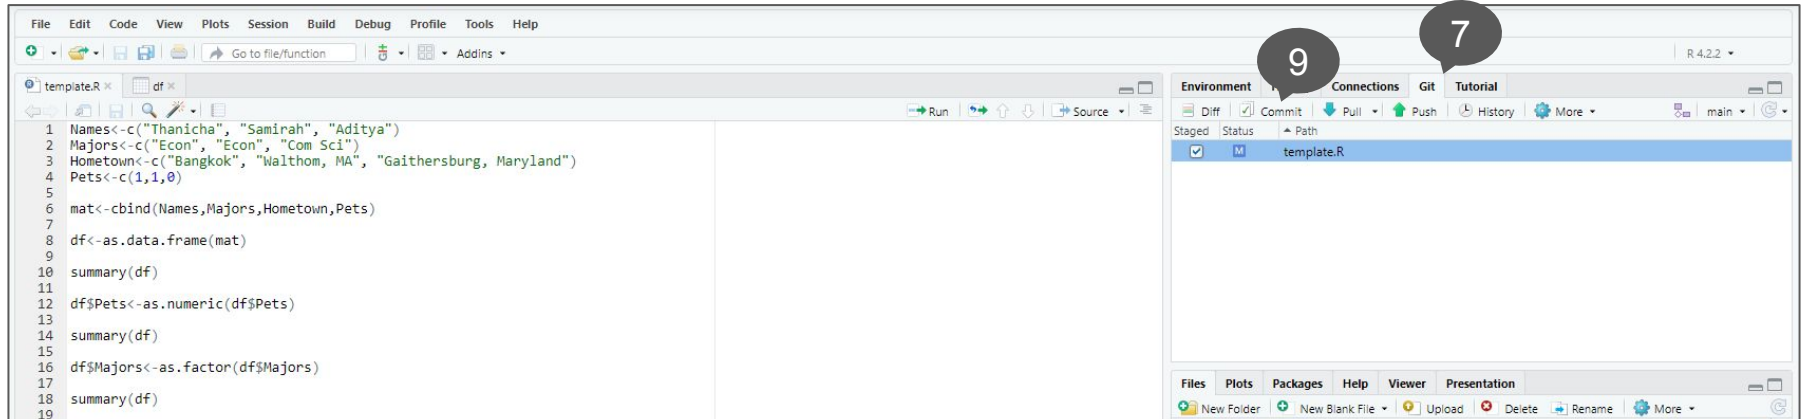 File Edit Code View Plots Session Build Debug Profile Tools Help
7
9
Go to file/function Addins R 4.2.2
template.R df
Environment Connections Git Tutorial
Run Source
Diff Commit Pull Push History More main
Staged Status Path
M template.R
1 Names<-c("Thanicha", "Samirah", "Aditya")
2 Majors<-c("Econ", "Econ", "Com Sci")
3 Hometown<-c("Bangkok", "Walthom, MA", "Gaithersburg, Maryland")
4 Pets<-c(1,1,0)
5
6 mat<-cbind(Names,Majors,Hometown,Pets)
7
8 df<-as.data.frame(mat)
9
10 summary(df)
11
12 df$Pets<-as.numeric(df$Pets)
13
14 summary(df)
15
16 df$Majors<-as.factor(df$Majors)
17
18 summary(df)
19
Files Plots Packages Help Viewer Presentation
New Folder New Blank File Upload Delete Rename More